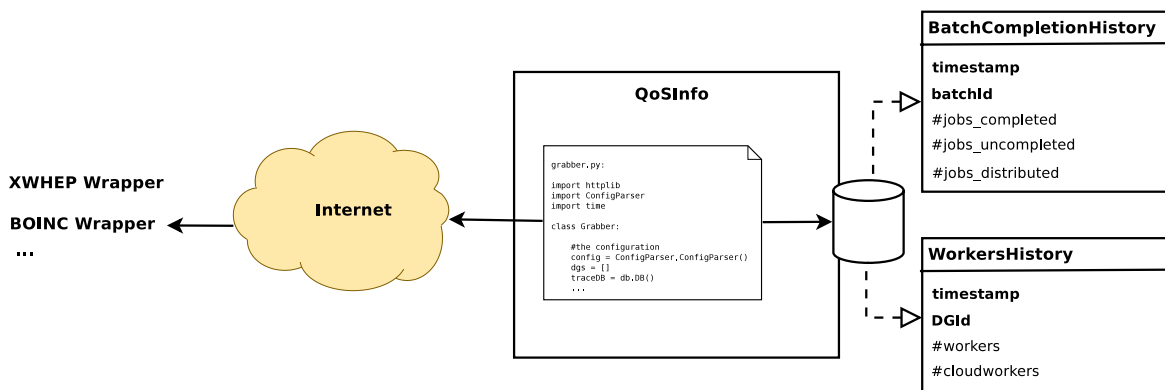 XWHEP Wrapper
BOINC Wrapper
...
Internet
QoSInfo
grabber.py:
import httplib
import ConfigParser
import time
class Grabber:
#the configuration
config = ConfigParser.ConfigParser()
dgs = []
traceDB = db.DB()
...
BatchCompletionHistory
timestamp
batchId
#jobs_completed
#jobs_uncompleted
#jobs_distributed
WorkersHistory
timestamp
DGId
#workers
#cloudworkers